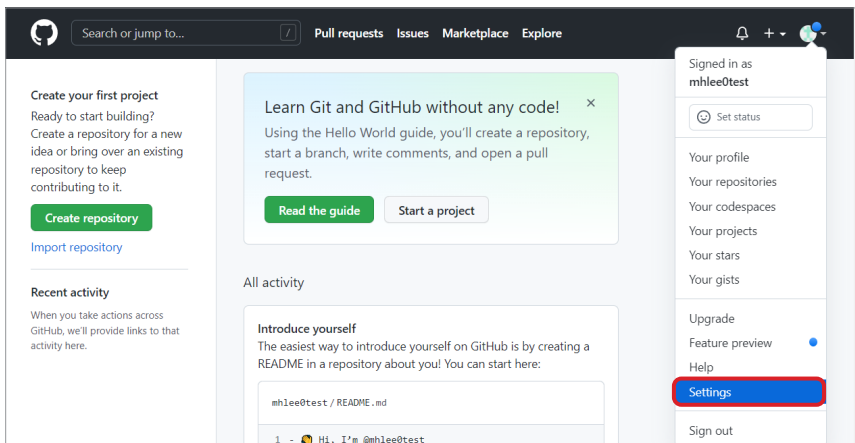 Search or jump to... /
Pull requests Issues Marketplace Explore
Create your first project
Ready to start building?
Create a repository for a new
idea or bring over an existing
repository to keep
contributing to it.
Create repository
Import repository
Recent activity
When you take actions across
GitHub, we'll provide links to that
activity here.
Learn Git and GitHub without any code!
Using the Hello World guide, you'll create a repository,
start a branch, write comments, and open a pull
request.
Read the guide Start a project
All activity
Introduce yourself
The easiest way to introduce yourself on GitHub is by creating a
README in a repository about you! You can start here:
mhlee0test / README.md
1 - 👋 Hi, I'm @mhlee0test
Signed in as
mhlee0test
Set status
Your profile
Your repositories
Your codespaces
Your projects
Your stars
Your gists
Upgrade
Feature preview
Help
Settings
Sign out